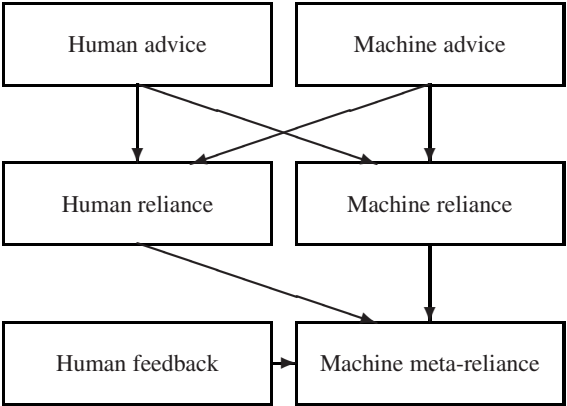 Human advice
Machine advice
Human reliance
Machine reliance
Human feedback
Machine meta-reliance